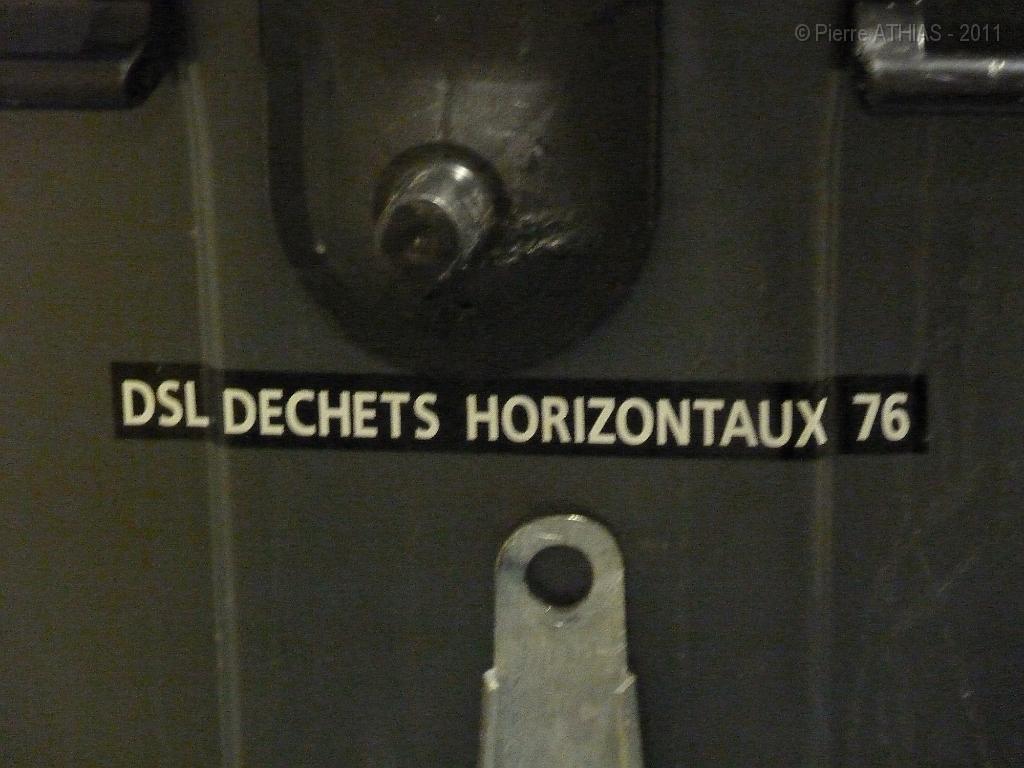 © Pierre ATHIAS - 2011
DSL DECHETS HORIZONTAUX 76